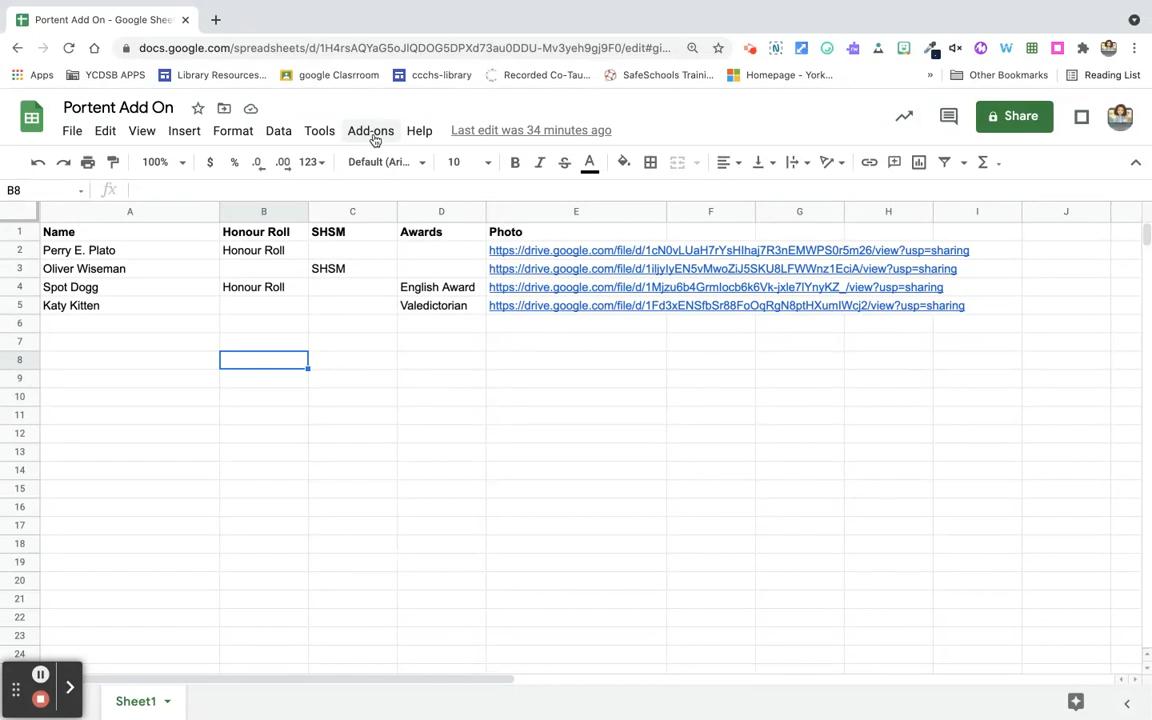 Portent Add On - Google Shee
docs.google.com/spreadsheets/d/1H4rsAQYaG5oJlQDOG5DPXd73au0DDU-Mv3yeh9gj9F0/edit#gi...
Apps YCDSB APPS Library Resources... google Clasrroom ccchs-library Recorded Co-Tau... SafeSchools Traini... Homepage - York... » Other Bookmarks Reading List
Portent Add On
File Edit View Insert Format Data Tools Add-ons Help Last edit was 34 minutes ago
Share
100% $ % .0 .00 123 Default (Ari... 10 B I S A Σ
B8 fx
A B C D E F G H I J
1 Name Honour Roll SHSM Awards Photo
2 Perry E. Plato Honour Roll https://drive.google.com/file/d/1cN0vLUaH7rYsHIhaj7R3nEMWPS0r5m26/view?usp=sharing
3 Oliver Wiseman SHSM https://drive.google.com/file/d/1iljyIyEN5vMwoZiJ5SKU8LFWWnz1EciA/view?usp=sharing
4 Spot Dogg Honour Roll English Award https://drive.google.com/file/d/1Mjzu6b4Grmlocb6k6Vk-jxle7lYnyKZ_/view?usp=sharing
5 Katy Kitten Valedictorian https://drive.google.com/file/d/1Fd3xENSfbSr88FoOqRgN8ptHXumIWcj2/view?usp=sharing
6
7
8
9
10
11
12
13
14
15
16
17
18
19
20
21
22
23
24
Sheet1